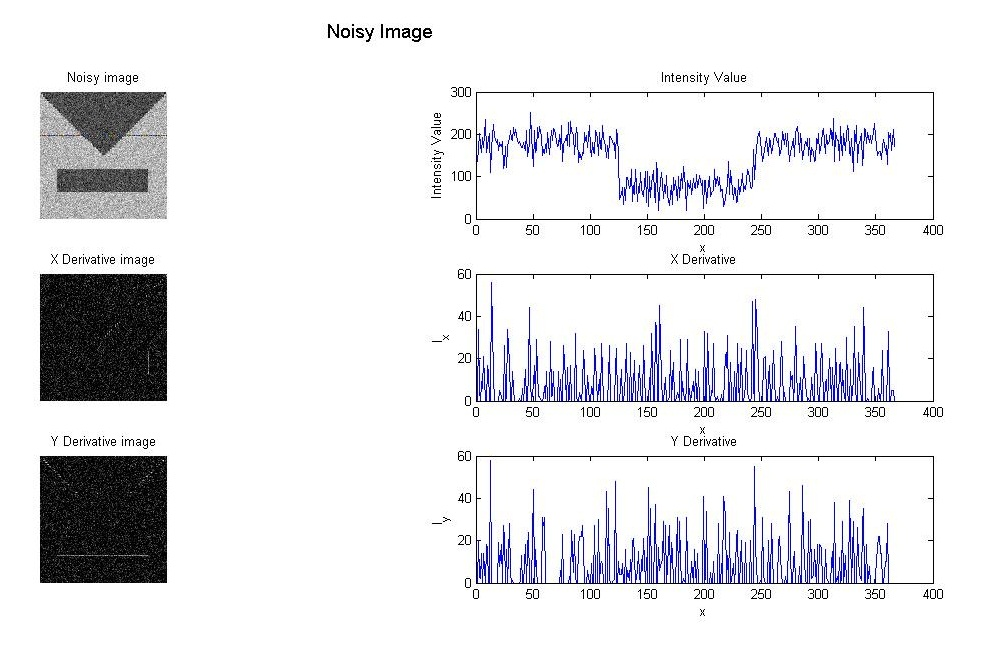 Noisy Image
Noisy image
Intensity Value
300
200
100
0
Intensity Value
0 50 100 150 200 250 300 350 400
x
X Derivative image
X Derivative
60
40
20
0
I_x
0 50 100 150 200 250 300 350 400
x
Y Derivative image
Y Derivative
60
40
20
0
I_y
0 50 100 150 200 250 300 350 400
x